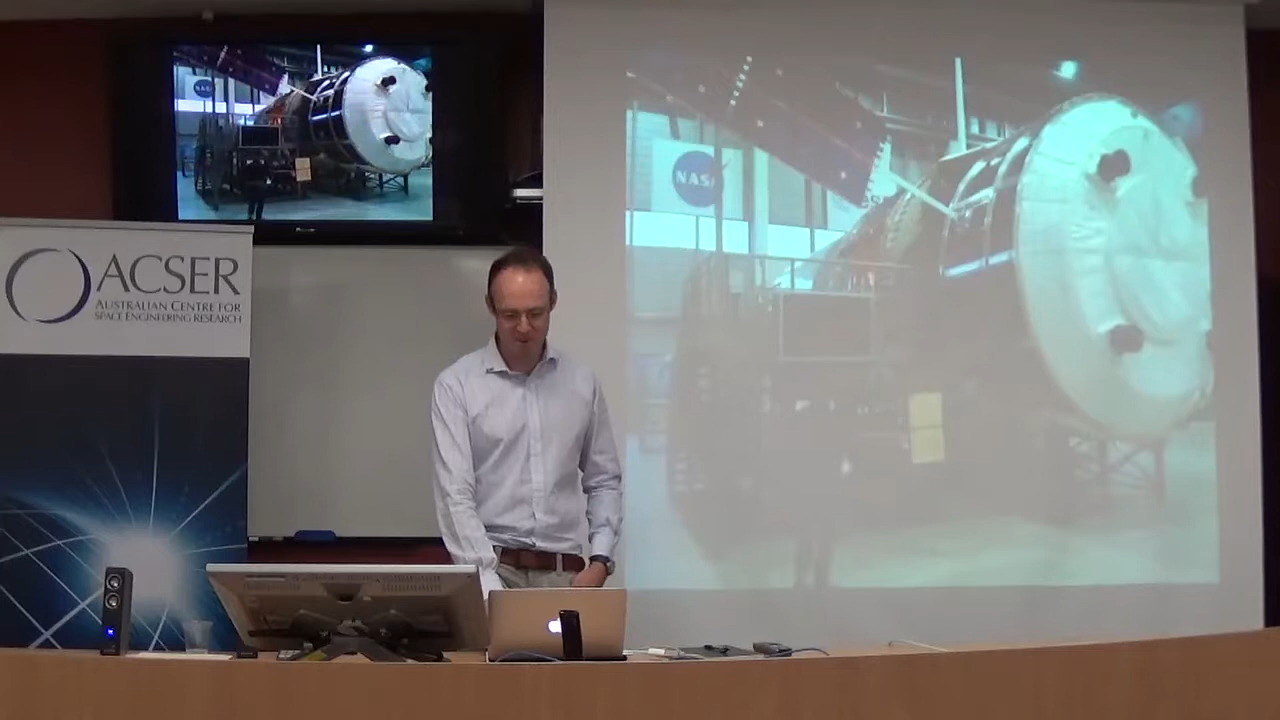 NASA
ACSER
AUSTRALIAN CENTRE FOR
SPACE ENGINEERING RESEARCH
NASA